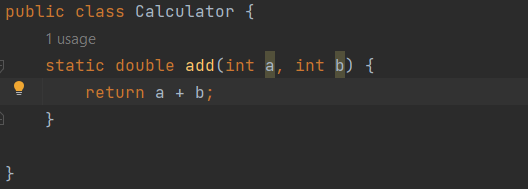 public class Calculator {
1 usage
static double add(int a, int b) {
return a + b;
}
}